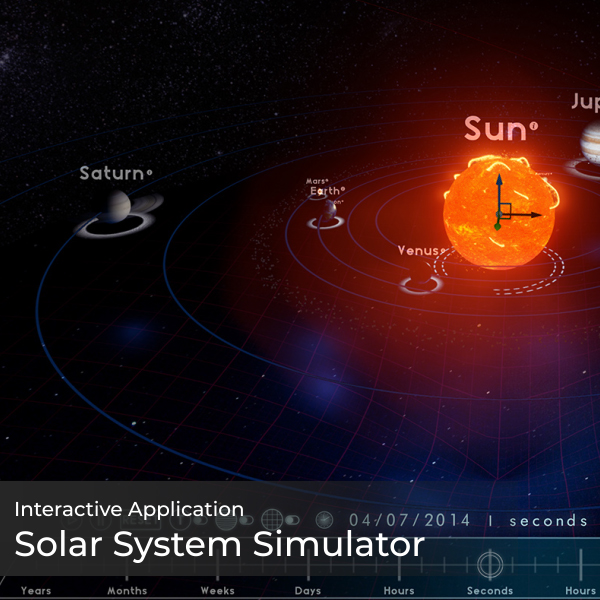 Jup
Sun
Saturn
Mars
Earth
Venus
Interactive Application
04/07/2014 | seconds
Solar System Simulator
Years Months Weeks Days Hours Seconds Hours